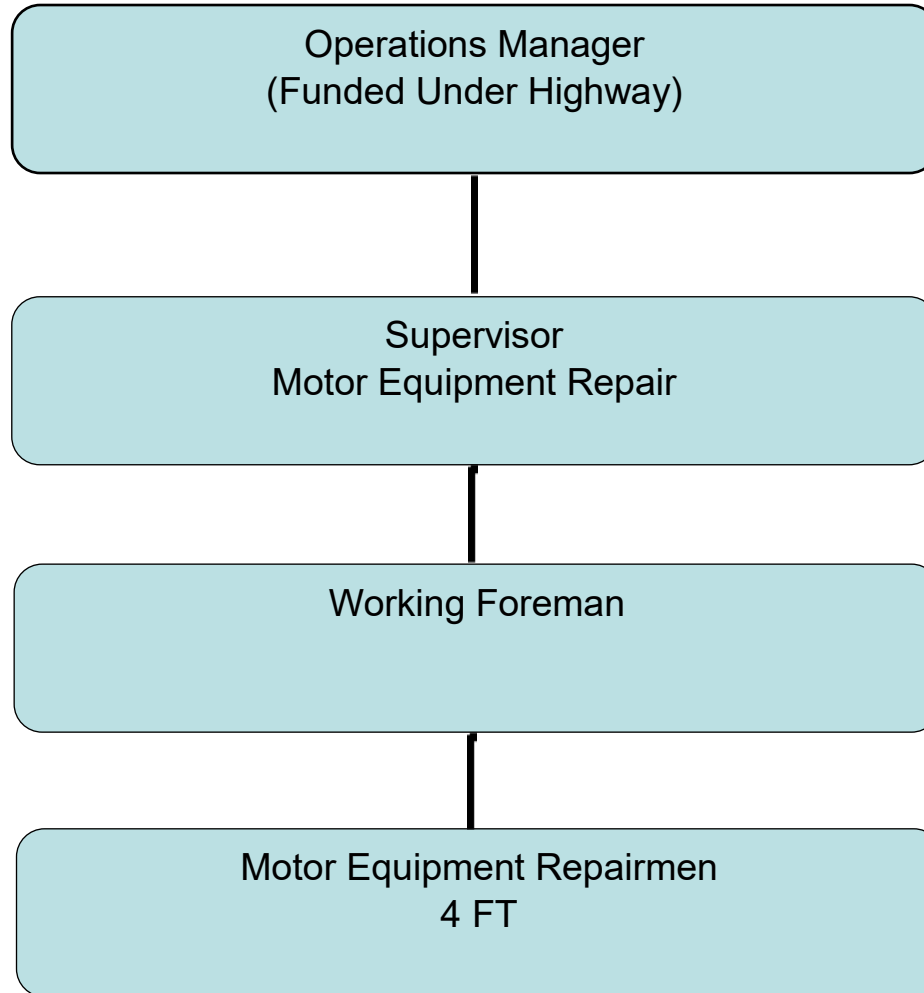 Operations Manager
(Funded Under Highway)
Supervisor
Motor Equipment Repair
Working Foreman
Motor Equipment Repairmen
4 FT